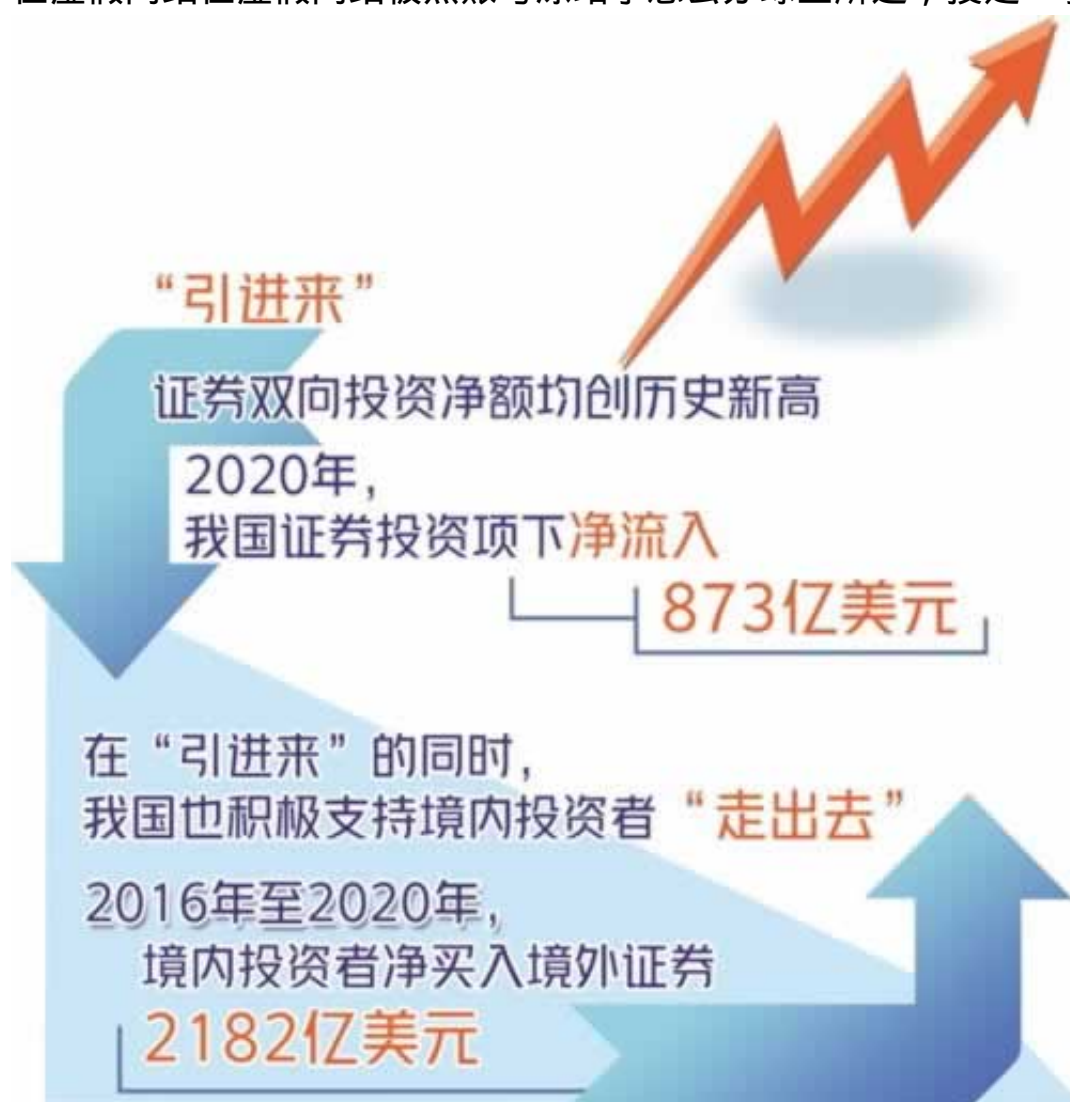 “引进来”
证券双向投资净额均创历史新高
2020年,
我国证券投资项下净流入
873亿美元
在“引进来”的同时,
我国也积极支持境内投资者“走出去”
2016年至2020年,
境内投资者净买入境外证券
2182亿美元